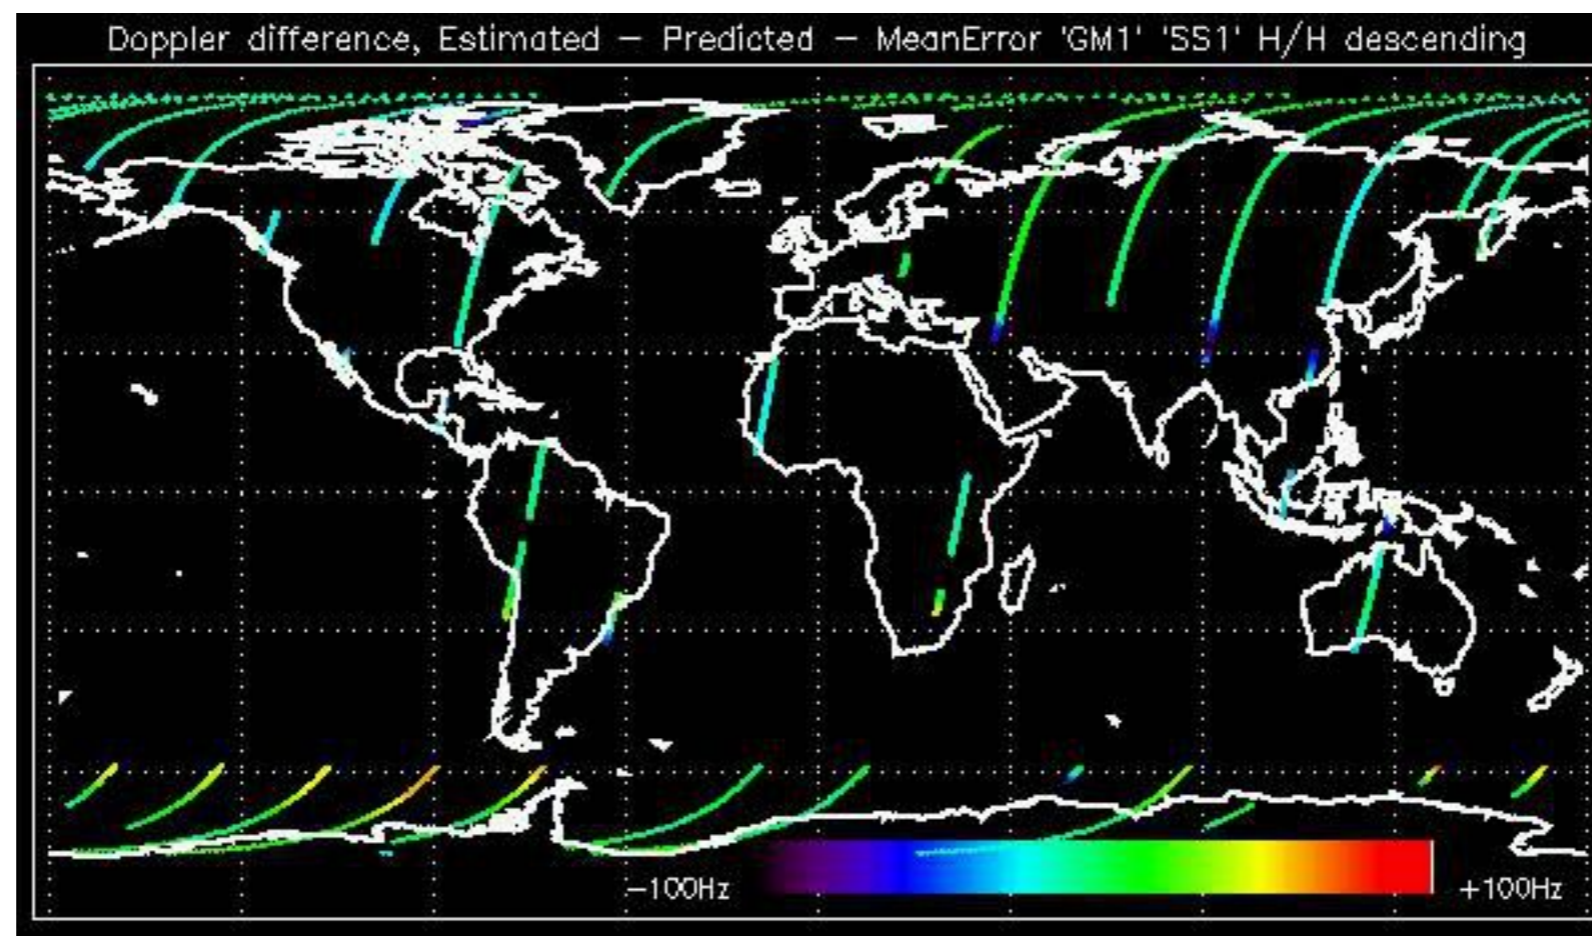 Doppler difference, Estimated – Predicted – MeanError 'GM1' 'SS1' H/H descending
–100Hz +100Hz